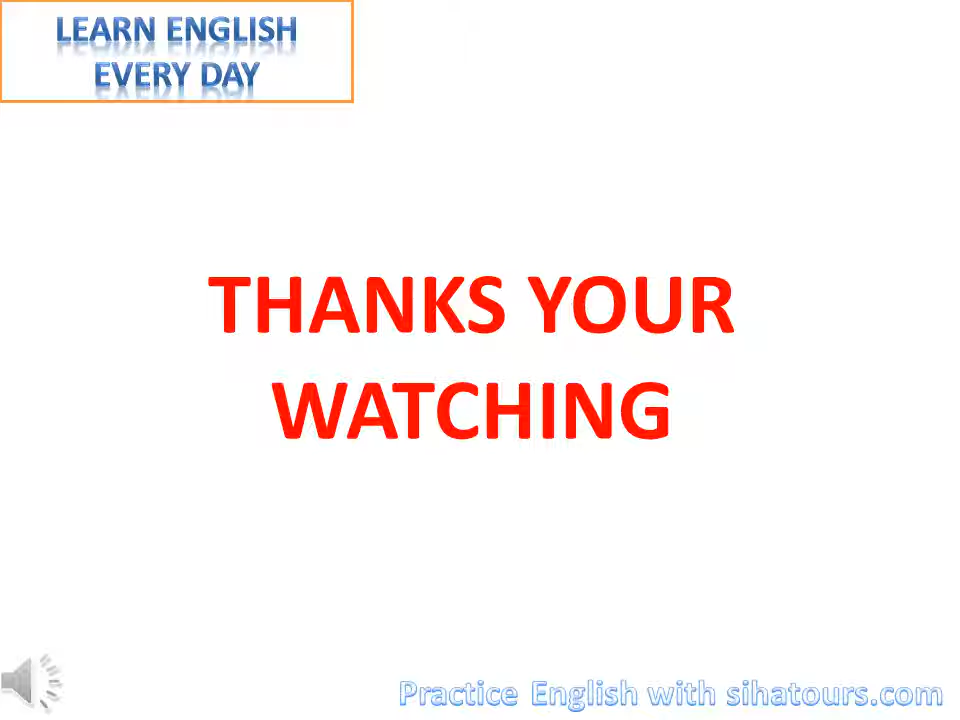 LEARN ENGLISH
EVERY DAY
THANKS YOUR
WATCHING
Practice English with sihatours.com